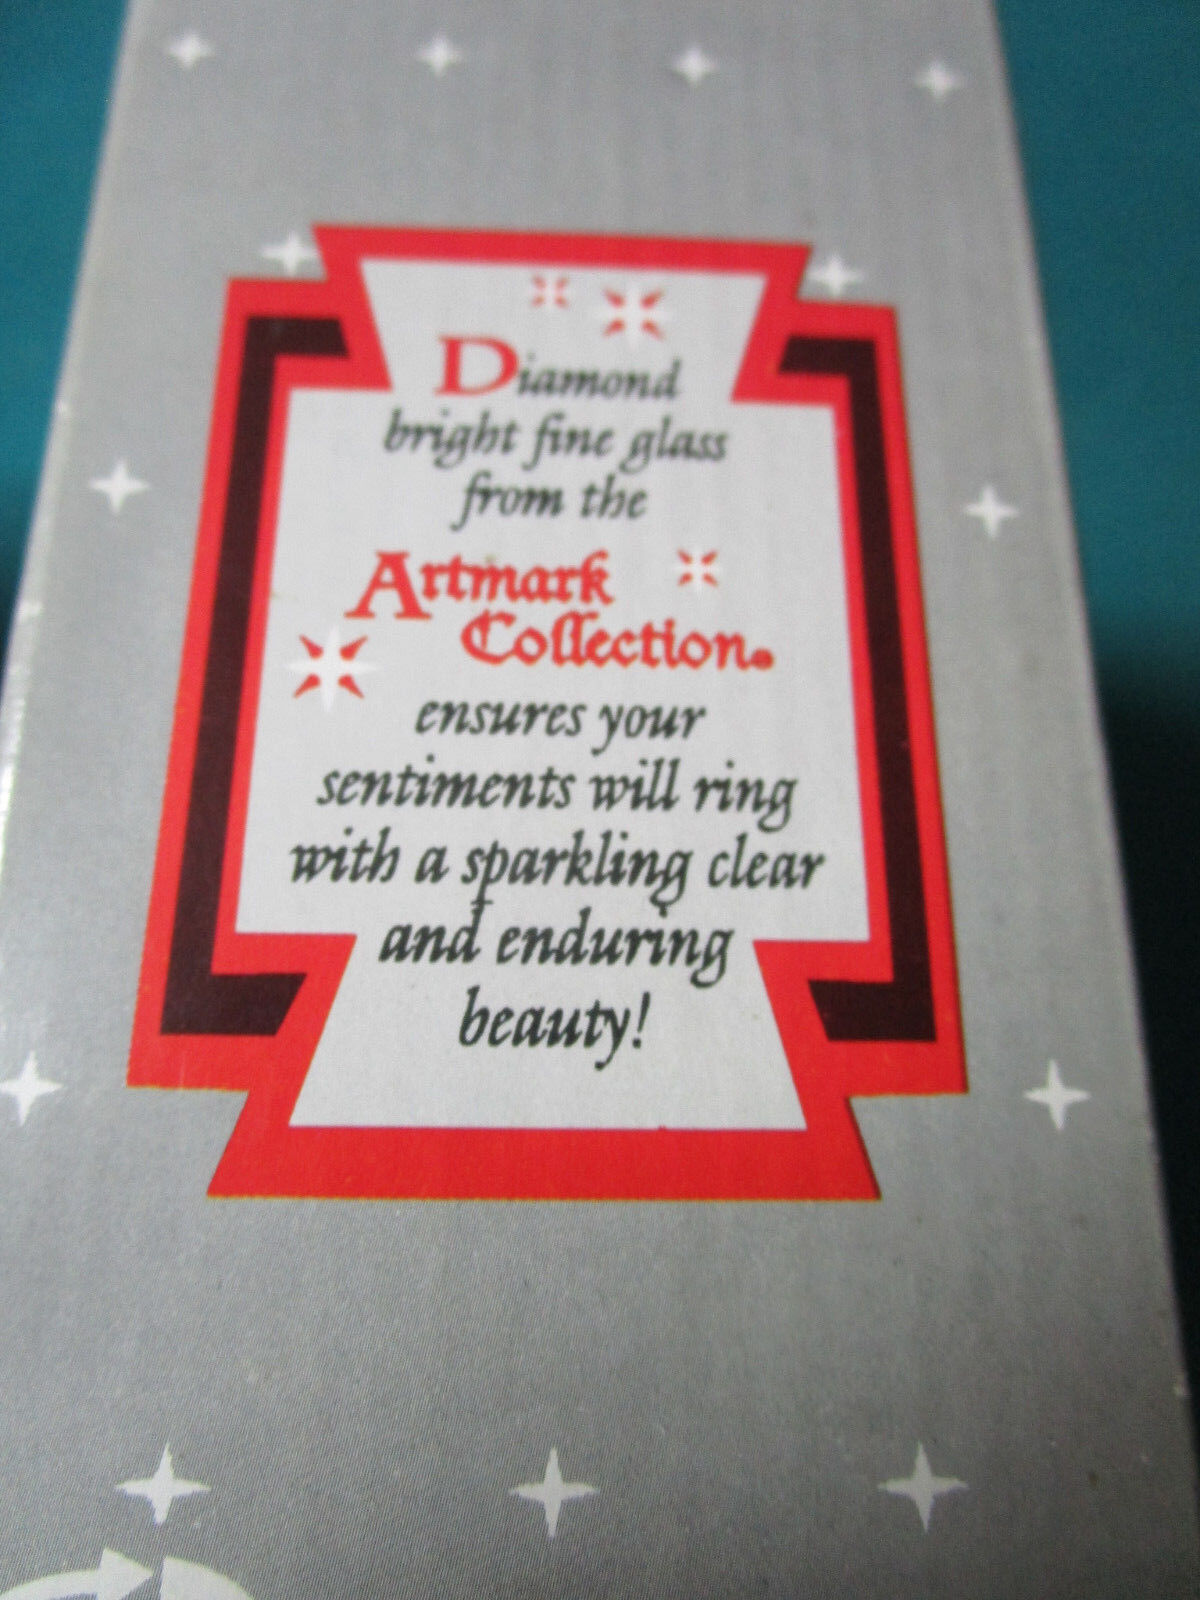 Diamond
bright fine glass
from the
Artmark
Collection®
ensures your
sentiments will ring
with a sparkling clear
and enduring
beauty!